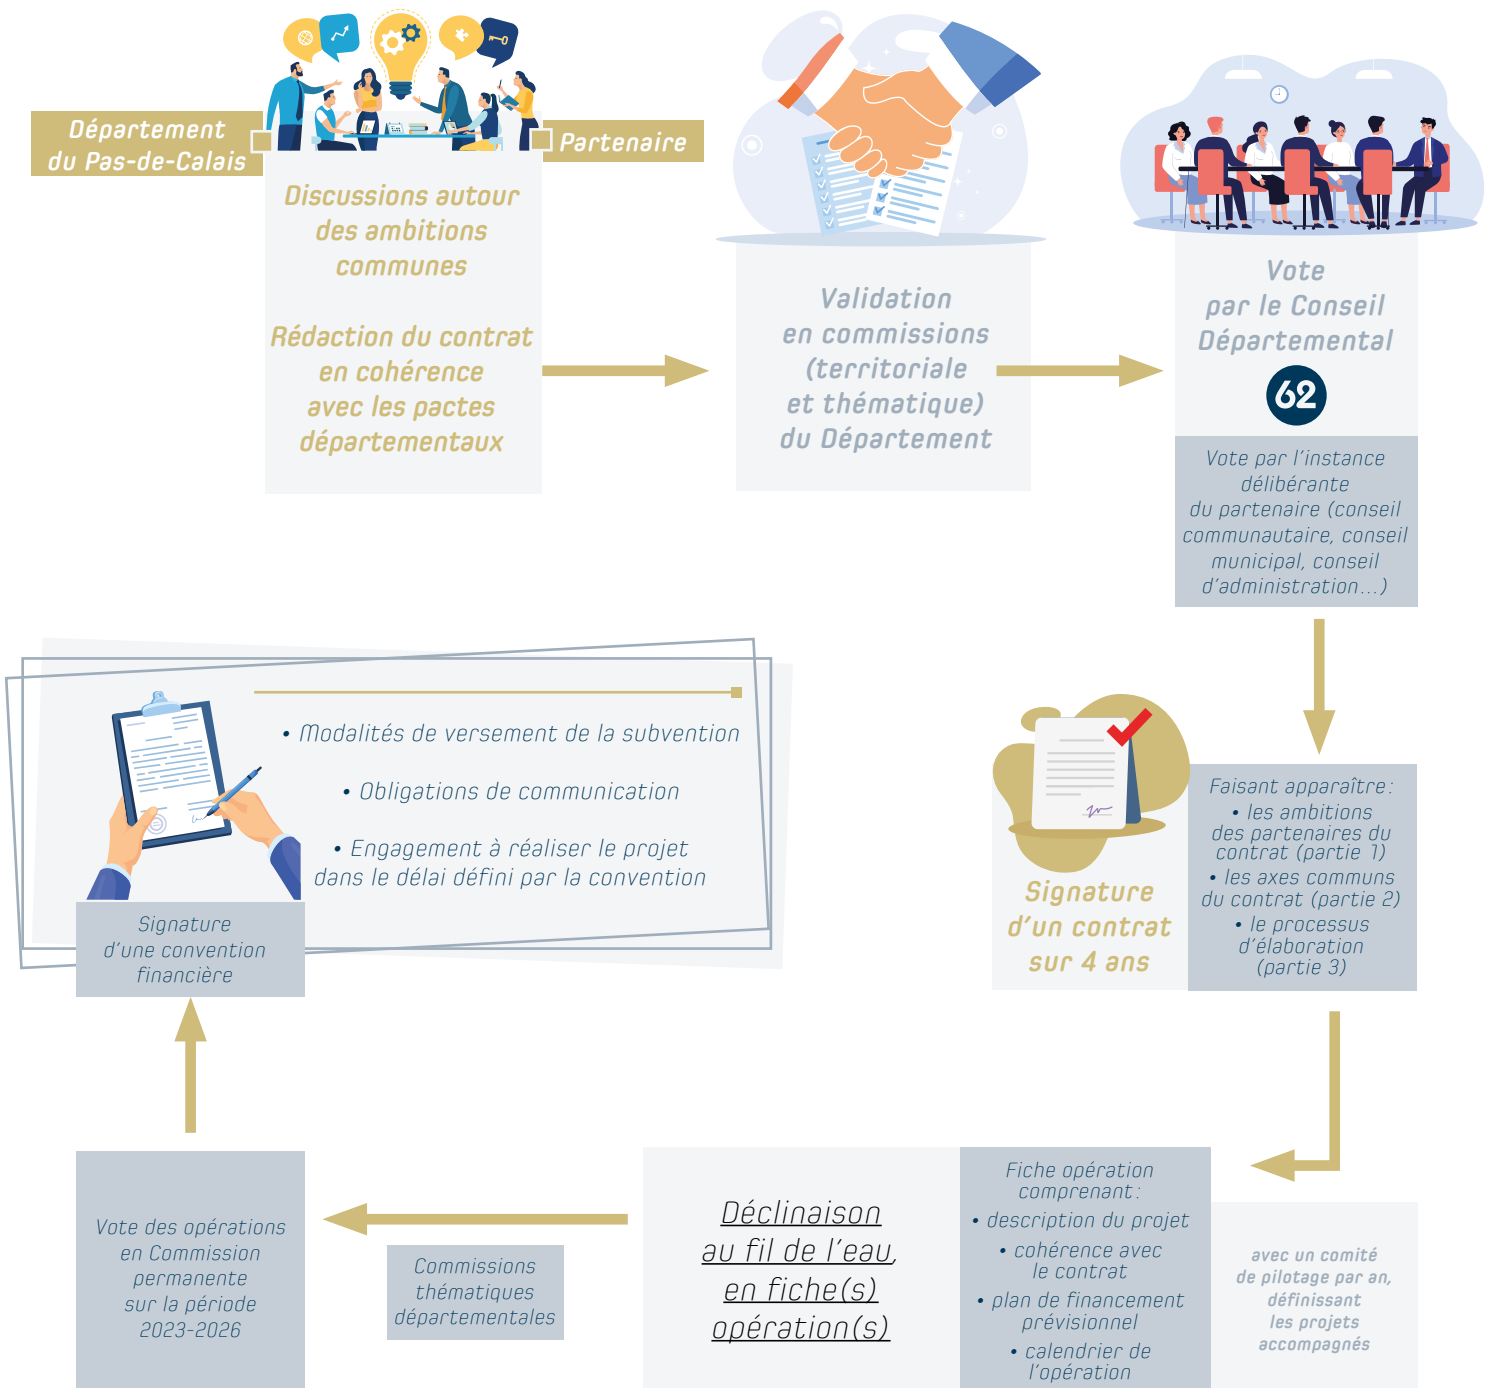 Département
du Pas-de-Calais
Partenaire
Discussions autour
des ambitions
communes
Rédaction du contrat
en cohérence
avec les pactes
départementaux
Validation
en commissions
(territoriale
et thématique)
du Département
Vote
par le Conseil
Départemental
62
Vote par l'instance
délibérante
du partenaire (conseil
communautaire, conseil
municipal, conseil
d'administration...)
Signature
d'un contrat
sur 4 ans
Faisant apparaître :
• les ambitions
des partenaires du
contrat (partie 1)
• les axes communs
du contrat (partie 2)
• le processus
d'élaboration
(partie 3)
avec un comité
de pilotage par an,
définissant
les projets
accompagnés
Fiche opération
comprenant :
• description du projet
• cohérence avec
le contrat
• plan de financement
prévisionnel
• calendrier de
l'opération
Déclinaison
au fil de l'eau,
en fiche(s)
opération(s)
Commissions
thématiques
départementales
Vote des opérations
en Commission
permanente
sur la période
2023-2026
Signature
d'une convention
financière
• Modalités de versement de la subvention
• Obligations de communication
• Engagement à réaliser le projet
dans le délai défini par la convention